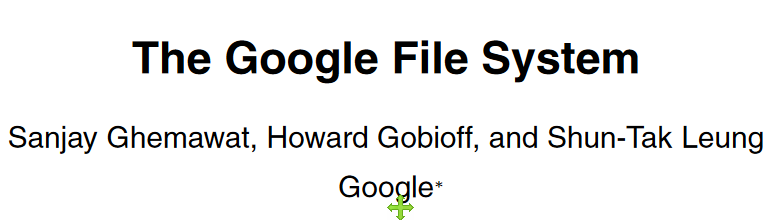 The Google File System
Sanjay Ghemawat, Howard Gobioff, and Shun-Tak Leung
Google*